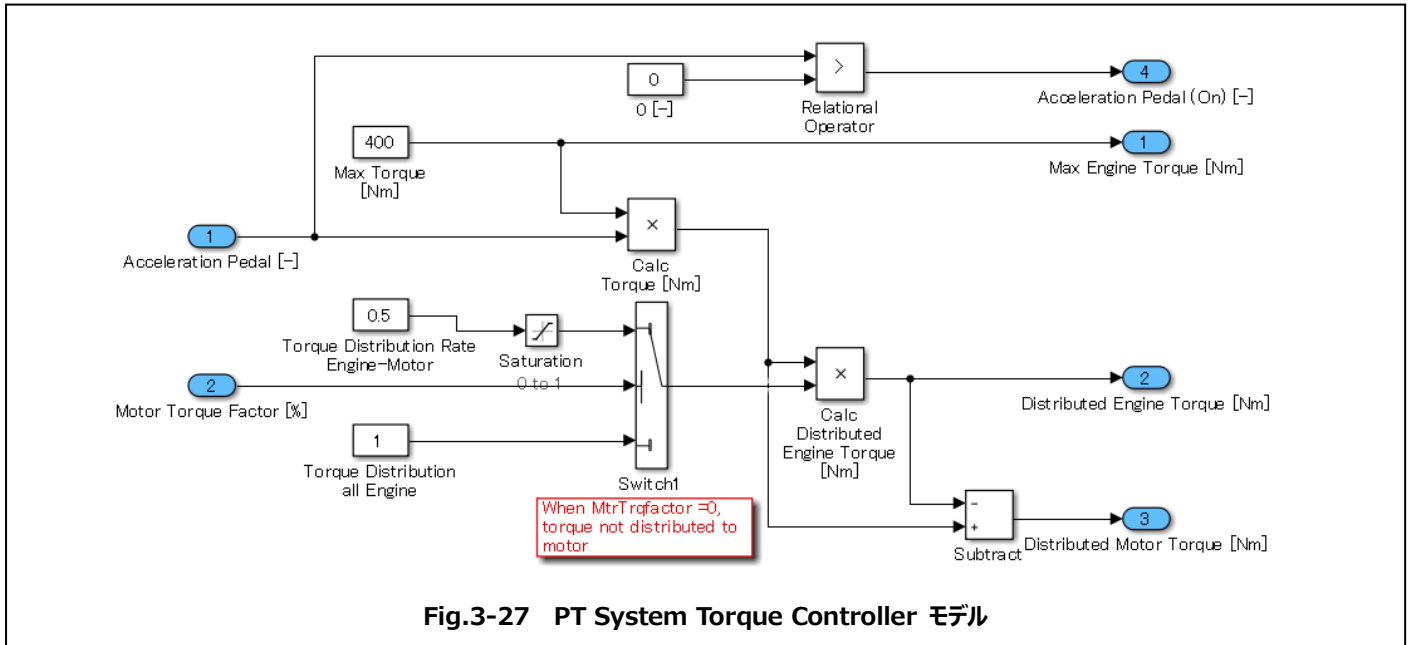 >
Relational
Operator
0
0 [-]
4
Acceleration Pedal (On) [-]
400
Max Torque
[Nm]
1
Max Engine Torque [Nm]
1
Acceleration Pedal [-]
×
Calc
Torque [Nm]
0.5
Torque Distribution Rate
Engine-Motor
Saturation
0 to 1
2
Motor Torque Factor [%]
1
Torque Distribution
all Engine
Switch1
When MtrTrqfactor =0,
torque not distributed to
motor
×
Calc
Distributed
Engine Torque
[Nm]
2
Distributed Engine Torque [Nm]
-
+
Subtract
3
Distributed Motor Torque [Nm]
Fig.3-27 PT System Torque Controller モデル